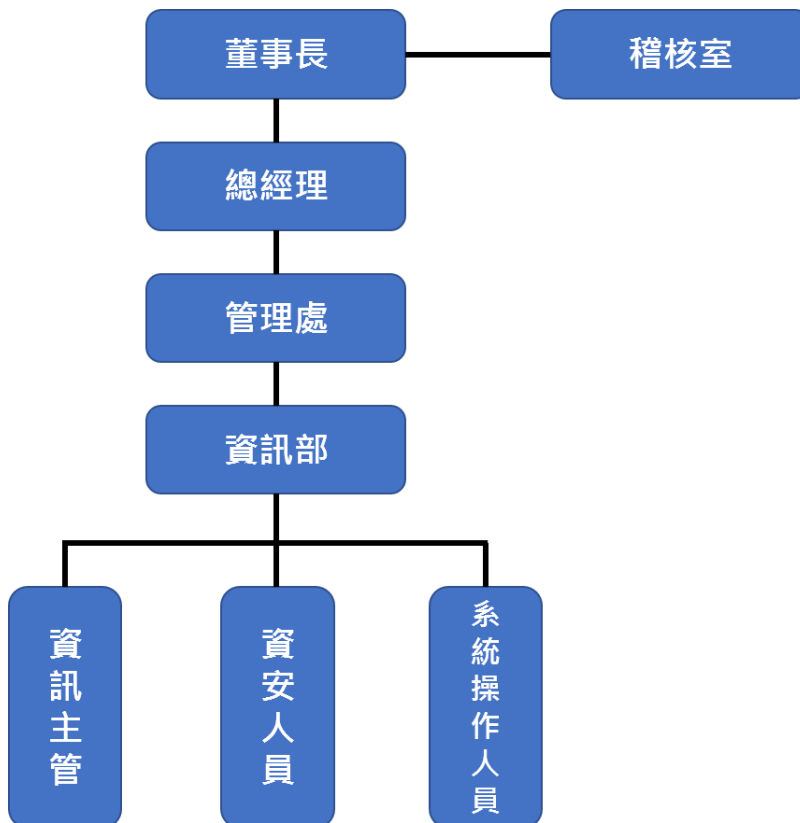 董事長
稽核室
總經理
管理處
資訊部
資訊主管
資安人員
系統操作人員